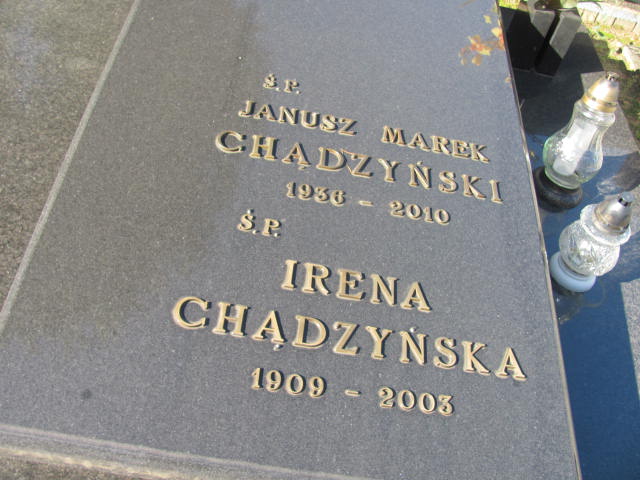 Ś.P.
JANUSZ MAREK
CHĄDZYŃSKI
1936 - 2010
Ś.P.
IRENA
CHĄDZYŃSKA
1909 - 2003